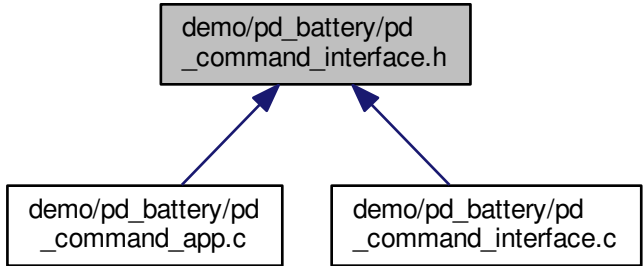 demo/pd_battery/pd
_command_interface.h
demo/pd_battery/pd
_command_app.c
demo/pd_battery/pd
_command_interface.c